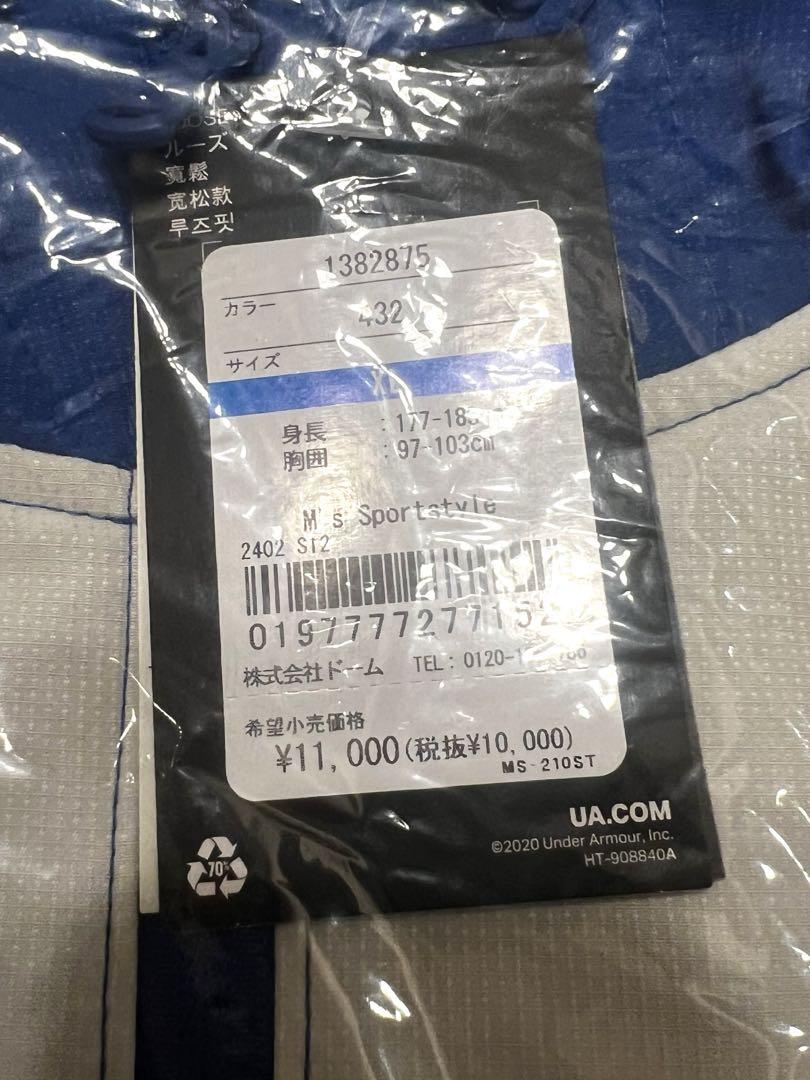 ルーズ
寬鬆
宽松款
루즈핏
1382875
カラー
432
サイズ
XL
身長 : 177-18
胸囲 : 97-103cm
M's Sportstyle
2402 ST2
株式会社ドーム TEL: 0120-
希望小売価格
¥11,000(税抜¥10,000)
MS-210ST
UA.COM
©2020 Under Armour, Inc.
HT-908840A
70%